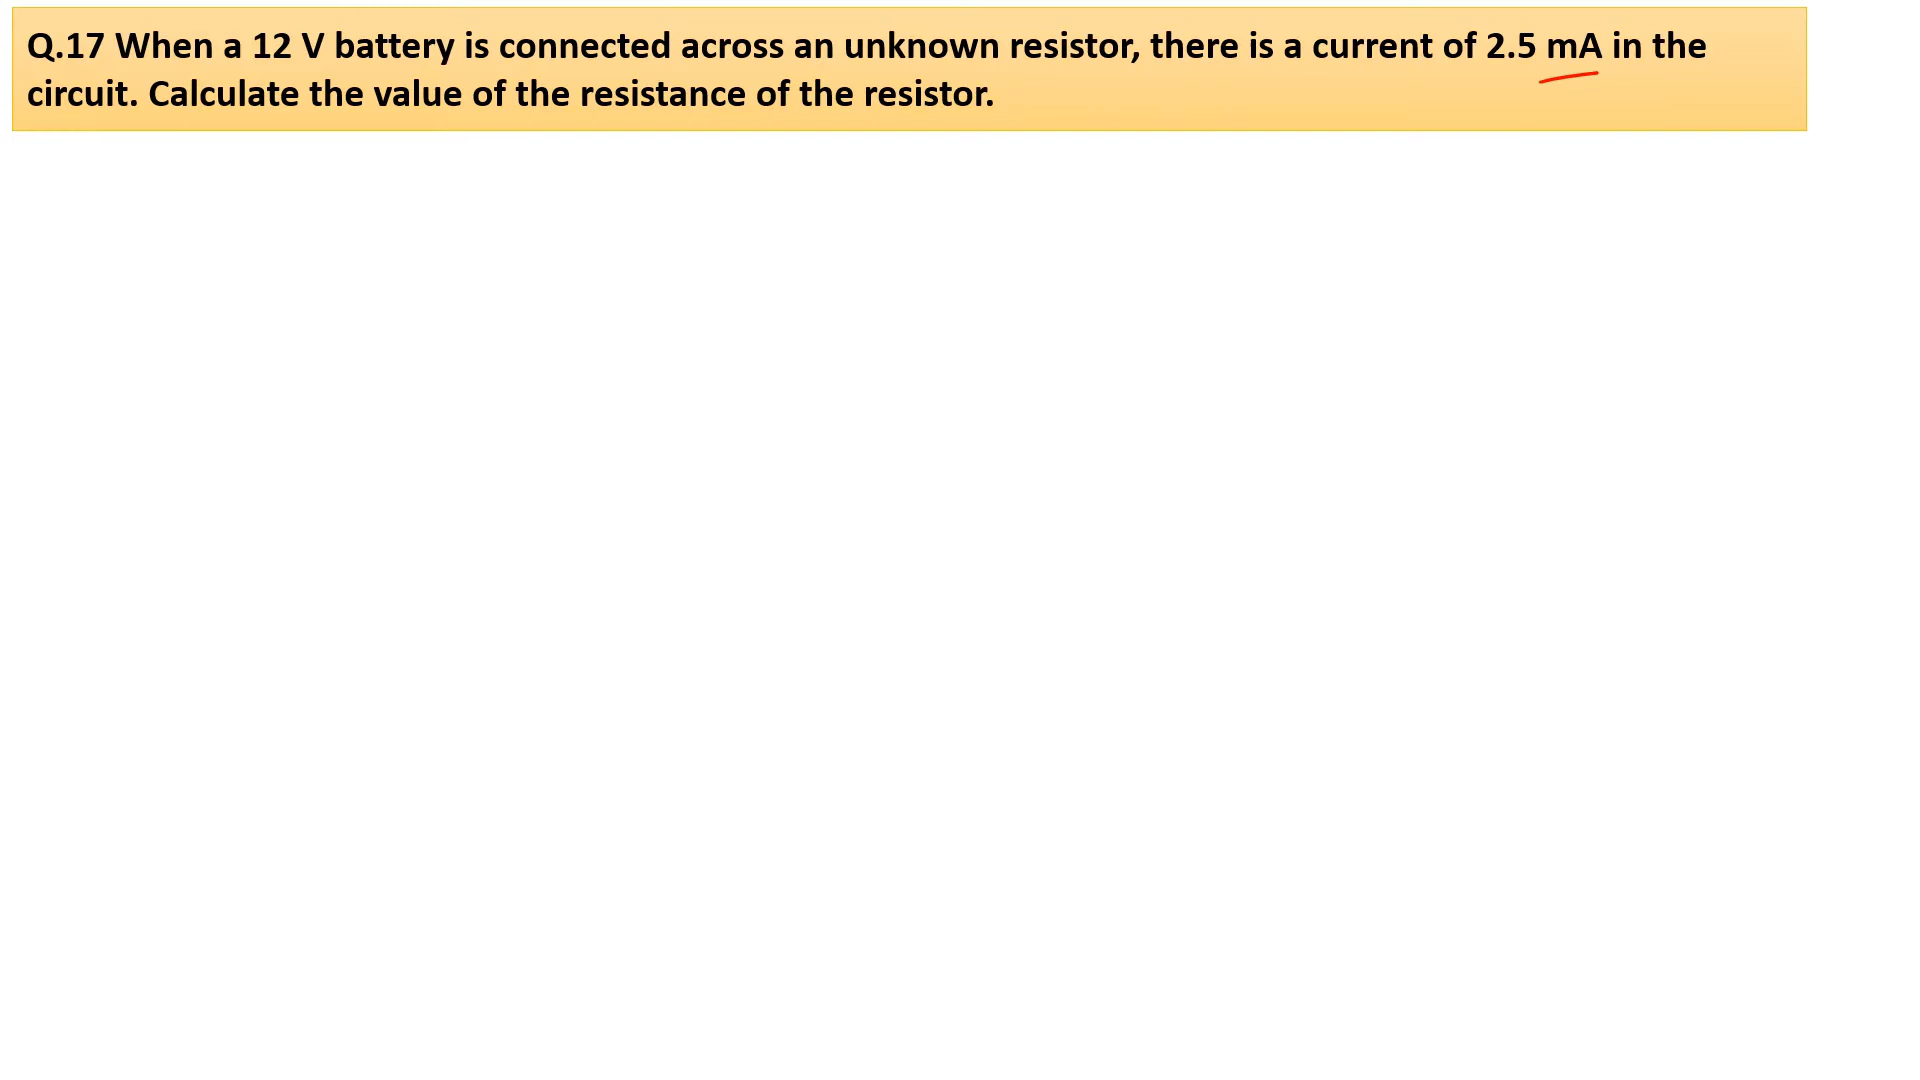 Q.17 When a 12 V battery is connected across an unknown resistor, there is a current of 2.5 mA in the
circuit. Calculate the value of the resistance of the resistor.